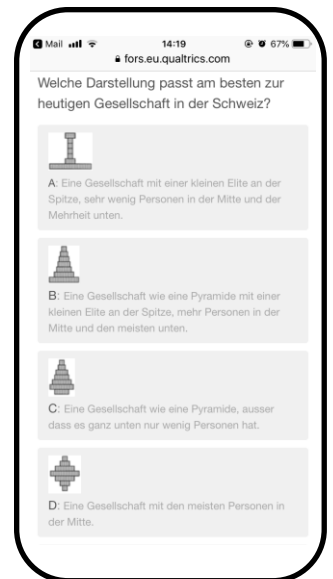 Mail 14:19 67%
fors.eu.qualtrics.com
Welche Darstellung passt am besten zur
heutigen Gesellschaft in der Schweiz?
A: Eine Gesellschaft mit einer kleinen Elite an der
Spitze, sehr wenig Personen in der Mitte und der
Mehrheit unten.
B: Eine Gesellschaft wie eine Pyramide mit einer
kleinen Elite an der Spitze, mehr Personen in der
Mitte und den meisten unten.
C: Eine Gesellschaft wie eine Pyramide, ausser
dass es ganz unten nur wenig Personen hat.
D: Eine Gesellschaft mit den meisten Personen in
der Mitte.